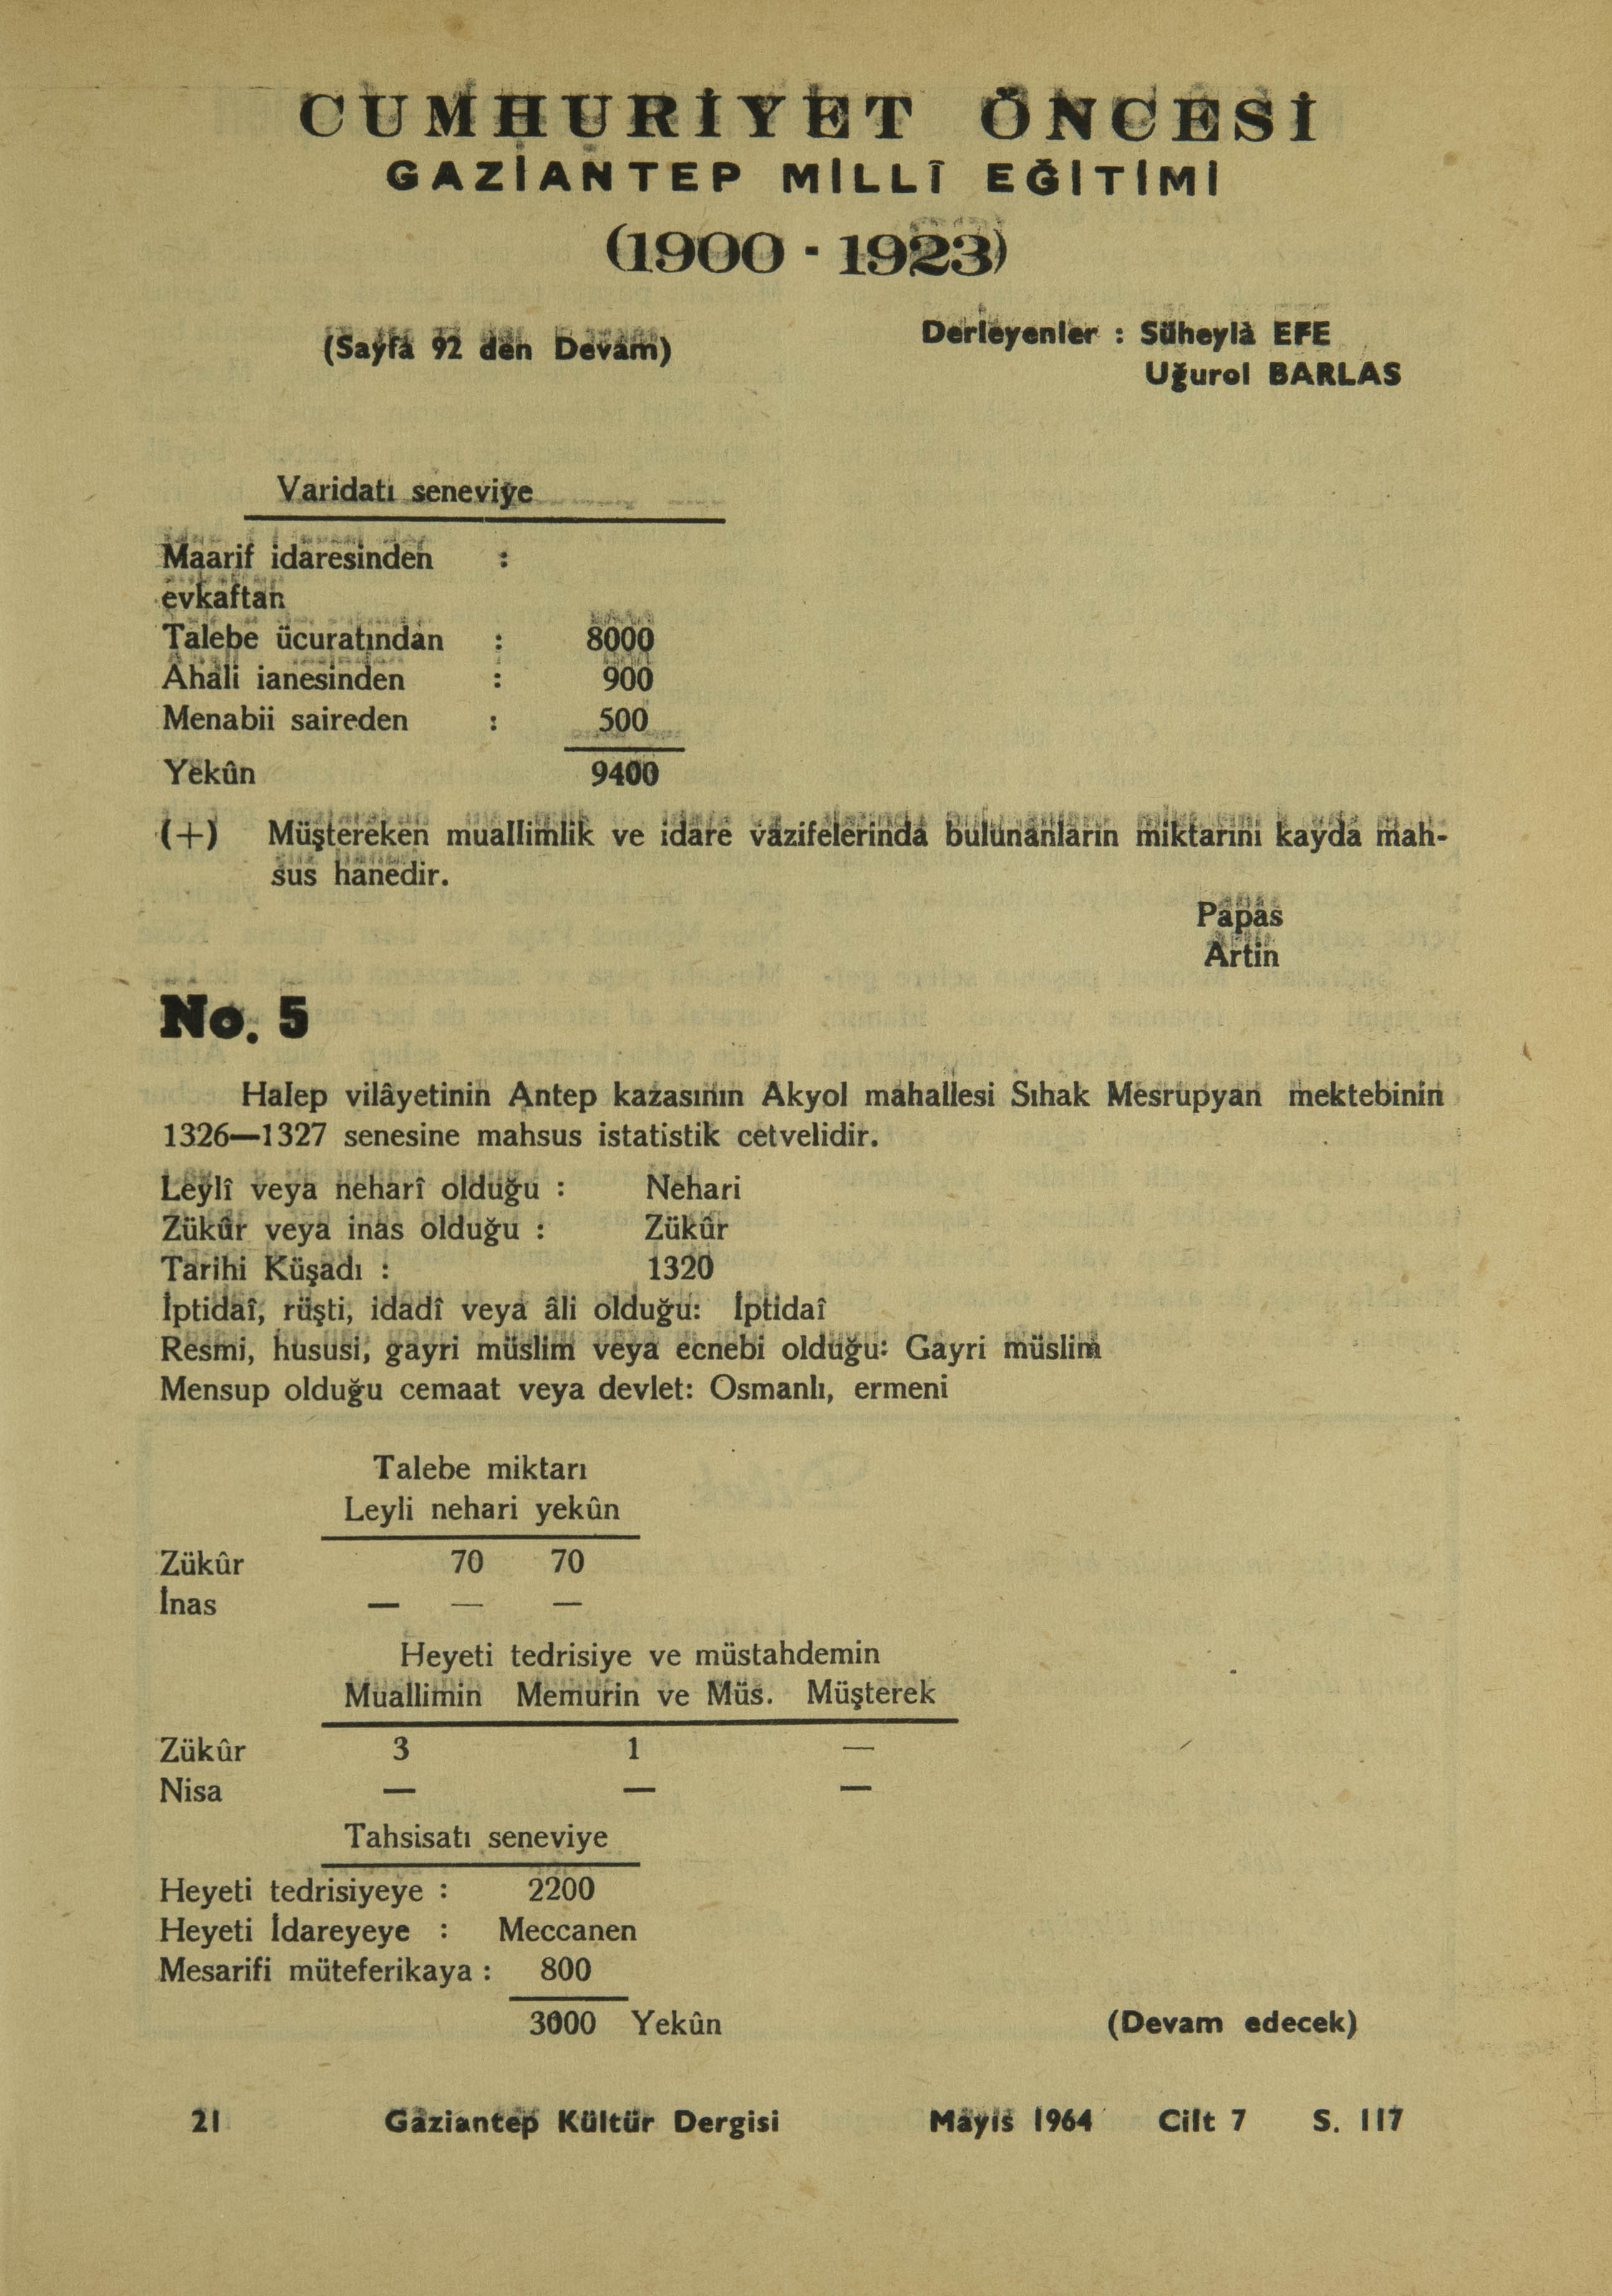 CUMHURİYET ÖNCESİ
GAZİANTEP MİLLÎ EĞİTİMİ
(1900 - 1923)
(Sayfa 92 den Devam)
Derleyenler : Süheylâ EFE
Uğurol BARLAS
Varidatı seneviye
Maarif idaresinden :
evkaftan
Talebe ücuratından : 8000
Ahali ianesinden : 900
Menabii saireden : 500
Yekûn 9400
(+) Müştereken muallimlik ve idare vazifelerinda bulunanların miktarını kayda mah-
sus hanedir.
Papas
Artin
No. 5
Halep vilâyetinin Antep kazasının Akyol mahallesi Sıhak Mesrupyan mektebinin
1326—1327 senesine mahsus istatistik cetvelidir.
Leylî veya neharî olduğu : Nehari
Zükûr veya inas olduğu : Zükûr
Tarihi Küşadı : 1320
İptidaî, rüşti, idadî veya âli olduğu: İptidaî
Resmi, hususi, gayri müslim veya ecnebi olduğu: Gayri müslim
Mensup olduğu cemaat veya devlet: Osmanlı, ermeni
Talebe miktarı
Leyli nehari yekûn
Zükûr 70 70
İnas — — —
Heyeti tedrisiye ve müstahdemin
Muallimin Memurin ve Müs. Müşterek
Zükûr 3 1 —
Nisa — — —
Tahsisatı seneviye
Heyeti tedrisiyeye : 2200
Heyeti İdareyeye : Meccanen
Mesarifi müteferikaya : 800
3000 Yekûn
(Devam edecek)
21 Gaziantep Kültür Dergisi Mayıs 1964 Cilt 7 S. 117